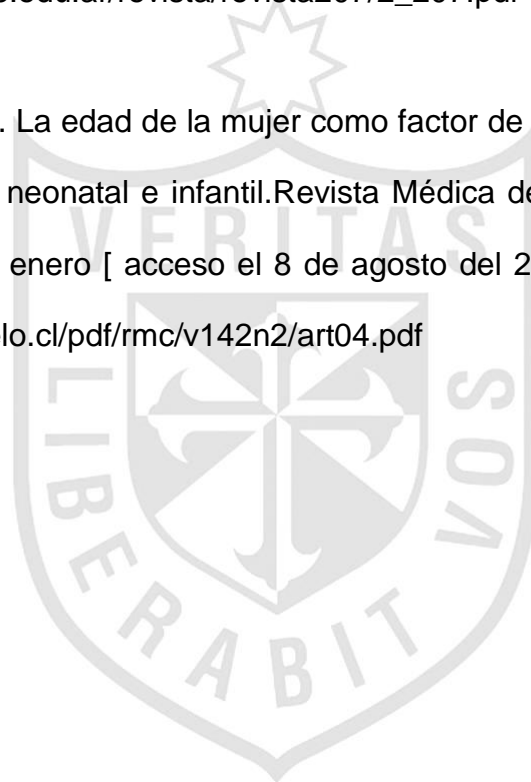 . La edad de la mujer como factor de
neonatal e infantil.Revista Médica de
enero [ acceso el 8 de agosto del 2
lo.cl/pdf/rmc/v142n2/art04.pdf
VERITAS
LIBERABIT VOS